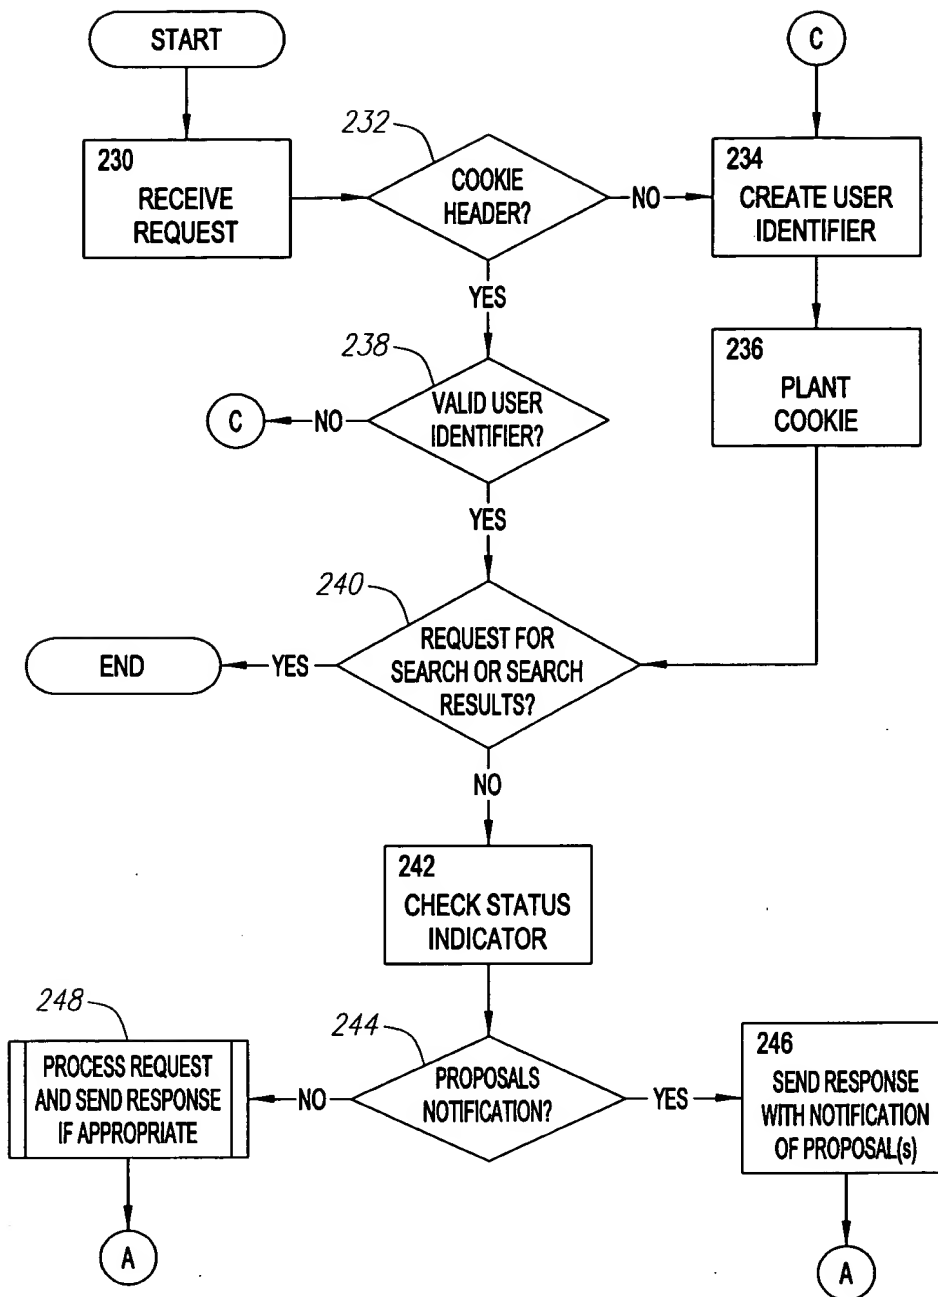 START
C
232
230
RECEIVE
REQUEST
COOKIE
HEADER?
NO
234
CREATE USER
IDENTIFIER
YES
238
236
PLANT
COOKIE
C
NO
VALID USER
IDENTIFIER?
YES
240
END
YES
REQUEST FOR
SEARCH OR SEARCH
RESULTS?
NO
242
CHECK STATUS
INDICATOR
248
244
PROCESS REQUEST
AND SEND RESPONSE
IF APPROPRIATE
NO
PROPOSALS
NOTIFICATION?
YES
246
SEND RESPONSE
WITH NOTIFICATION
OF PROPOSAL(s)
A
A